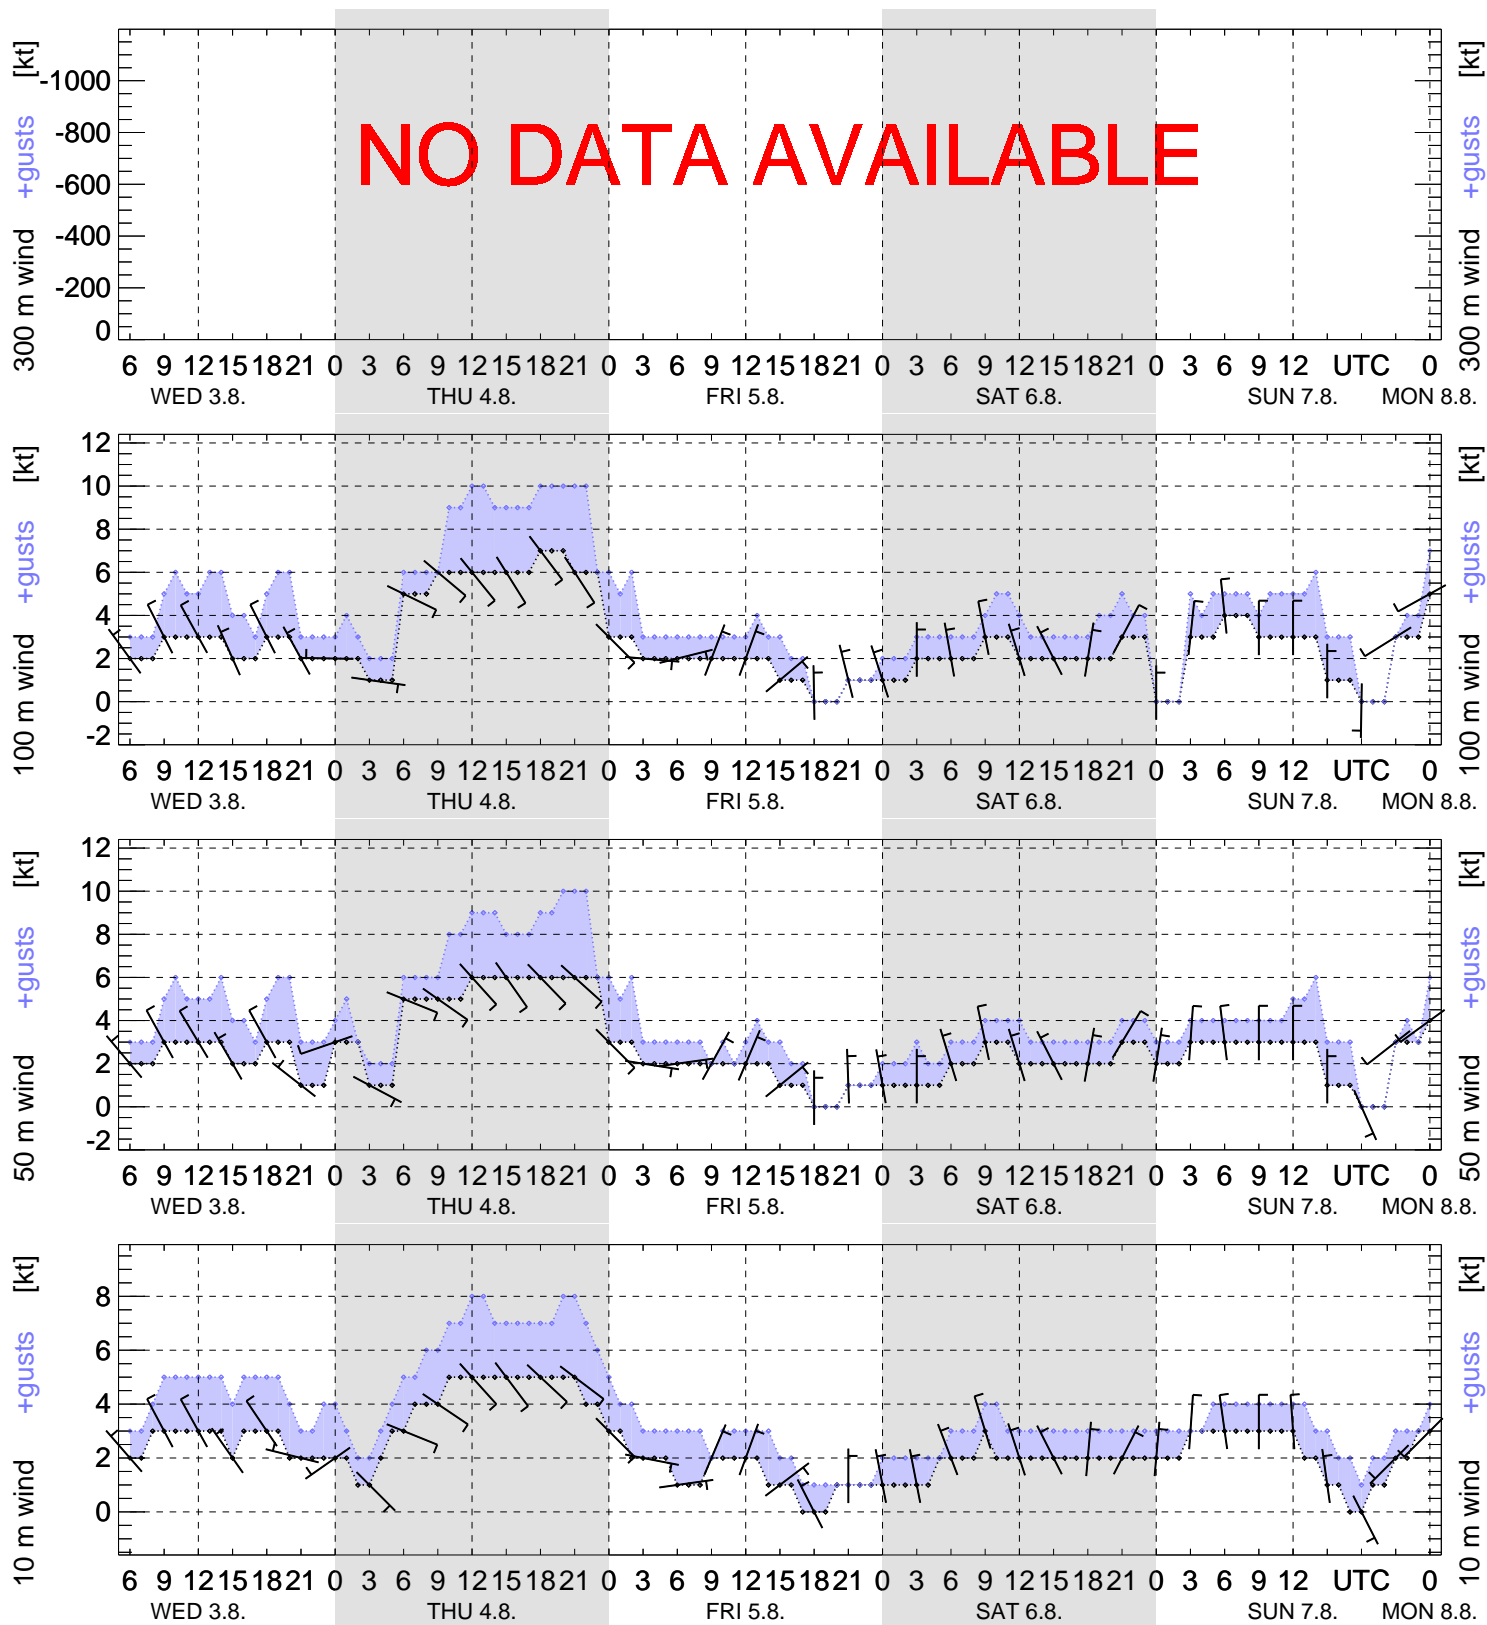 300 m wind +gusts [kt]
-1000
-800
-600
-400
-200
0
NO DATA AVAILABLE
300 m wind +gusts [kt]
6 9 12 15 18 21 0 3 6 9 12 15 18 21 0 3 6 9 12 15 18 21 0 3 6 9 12 15 18 21 0 3 6 9 12 UTC 0
WED 3.8. THU 4.8. FRI 5.8. SAT 6.8. SUN 7.8. MON 8.8.
100 m wind +gusts [kt]
12
10
8
6
4
2
0
-2
100 m wind +gusts [kt]
6 9 12 15 18 21 0 3 6 9 12 15 18 21 0 3 6 9 12 15 18 21 0 3 6 9 12 15 18 21 0 3 6 9 12 UTC 0
WED 3.8. THU 4.8. FRI 5.8. SAT 6.8. SUN 7.8. MON 8.8.
50 m wind +gusts [kt]
12
10
8
6
4
2
0
-2
50 m wind +gusts [kt]
6 9 12 15 18 21 0 3 6 9 12 15 18 21 0 3 6 9 12 15 18 21 0 3 6 9 12 15 18 21 0 3 6 9 12 UTC 0
WED 3.8. THU 4.8. FRI 5.8. SAT 6.8. SUN 7.8. MON 8.8.
10 m wind +gusts [kt]
8
6
4
2
0
10 m wind +gusts [kt]
6 9 12 15 18 21 0 3 6 9 12 15 18 21 0 3 6 9 12 15 18 21 0 3 6 9 12 15 18 21 0 3 6 9 12 UTC 0
WED 3.8. THU 4.8. FRI 5.8. SAT 6.8. SUN 7.8. MON 8.8.